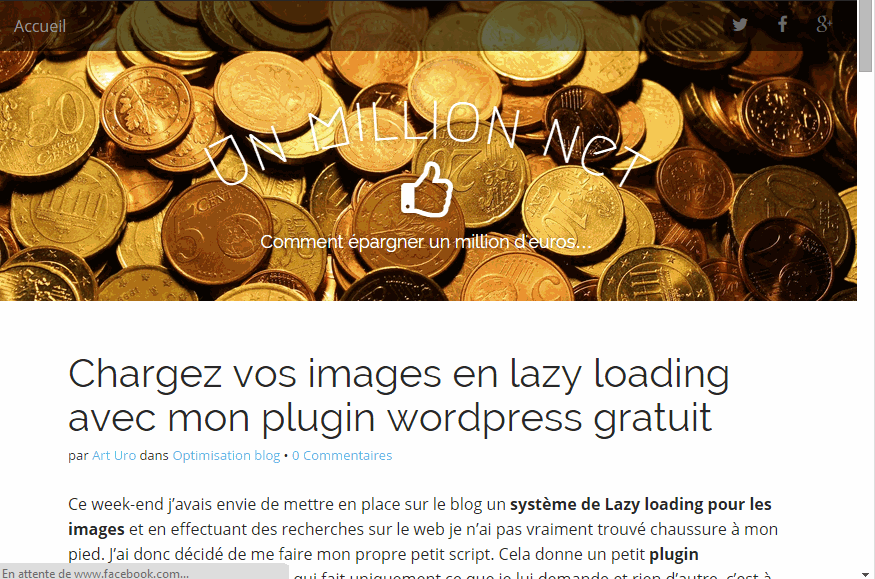 Accueil
UN MILLION NET
Comment épargner un million d'euros...
Chargez vos images en lazy loading
avec mon plugin wordpress gratuit
par Art Uro dans Optimisation blog • 0 Commentaires
Ce week-end j’avais envie de mettre en place sur le blog un système de Lazy loading pour les
images et en effectuant des recherches sur le web je n’ai pas vraiment trouvé chaussure à mon
pied. J’ai donc décidé de me faire mon propre petit script. Cela donne un petit plugin
qui fait uniquement ce que je lui demande et rien d’autre, c’est à
En attente de www.facebook.com...